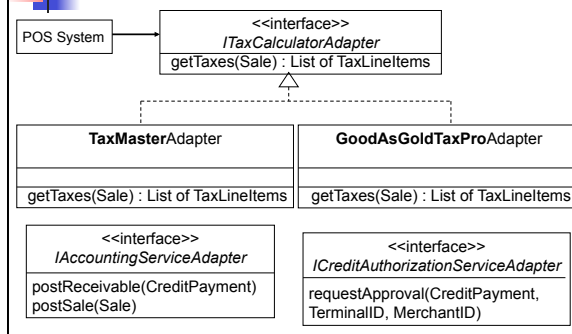 POS System
<<interface>>
ITaxCalculatorAdapter
getTaxes(Sale) : List of TaxLineItems
TaxMasterAdapter
getTaxes(Sale) : List of TaxLineItems
GoodAsGoldTaxProAdapter
getTaxes(Sale) : List of TaxLineItems
<<interface>>
IAccountingServiceAdapter
postReceivable(CreditPayment)
postSale(Sale)
<<interface>>
ICreditAuthorizationServiceAdapter
requestApproval(CreditPayment,
TerminalID, MerchantID)